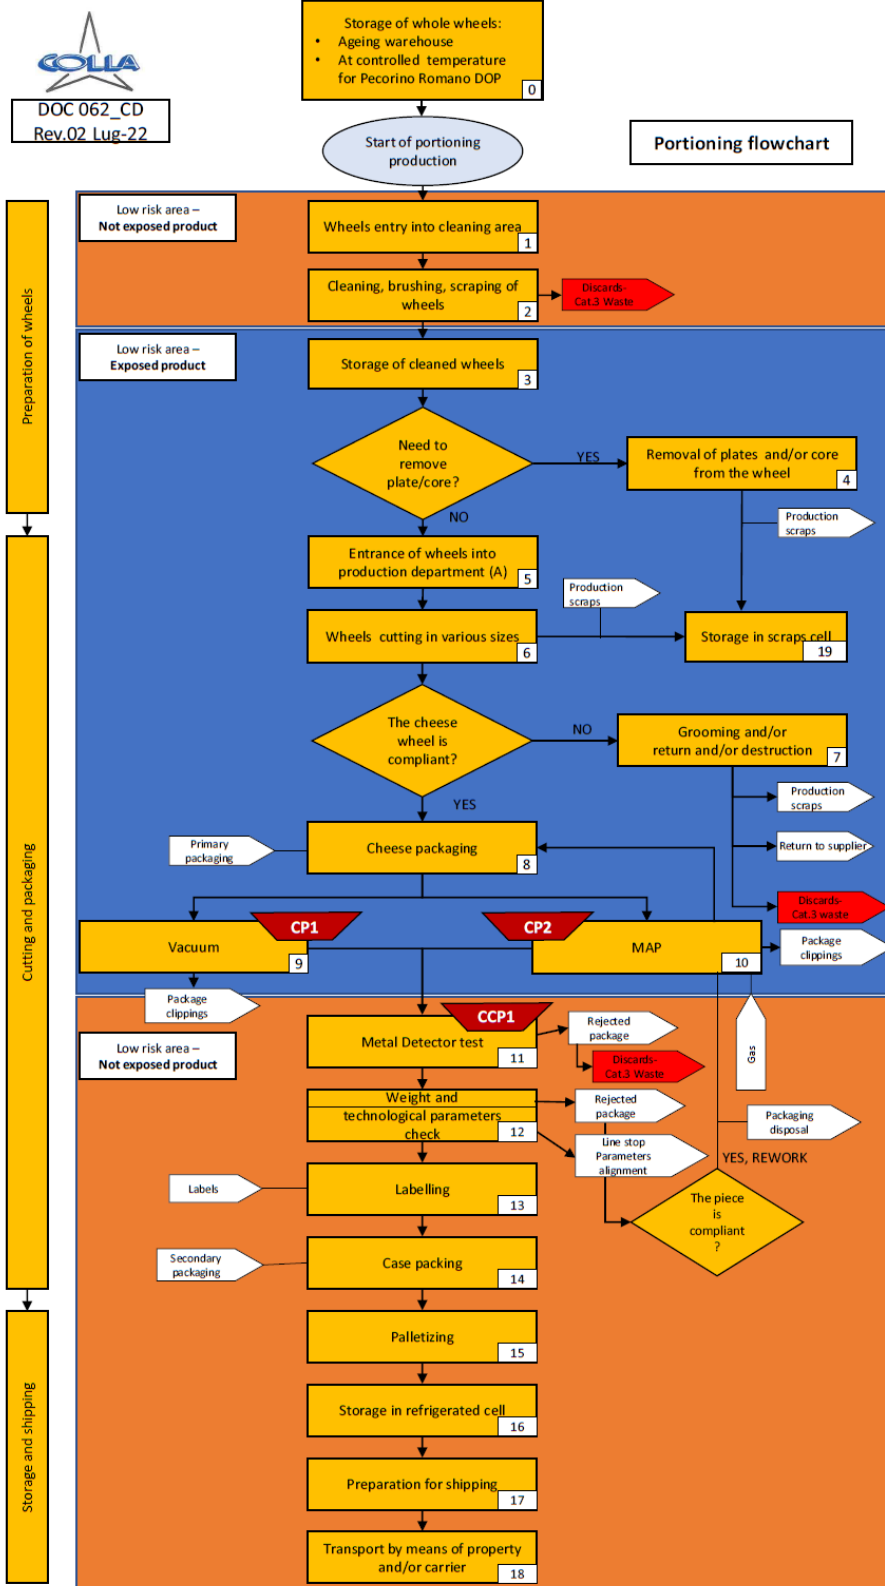 Storage of whole wheels:
• Ageing warehouse
• At controlled temperature
for Pecorino Romano DOP
0
COLLA
DOC 062_CD
Rev.02 Lug-22
Start of portioning
production
Portioning flowchart
Low risk area –
Not exposed product
Wheels entry into cleaning area
1
Cleaning, brushing, scraping of
wheels
2
Discards-
Cat.3 Waste
Preparation of wheels
Low risk area –
Exposed product
Storage of cleaned wheels
3
Need to
remove
plate/core?
YES
Removal of plates and/or core
from the wheel
4
NO
Production
scraps
Entrance of wheels into
production department (A)
5
Production
scraps
Wheels cutting in various sizes
6
Storage in scraps cell
19
Cutting and packaging
The cheese
wheel is
compliant?
NO
Grooming and/or
return and/or destruction
7
YES
Production
scraps
Primary
packaging
Cheese packaging
8
Return to supplier
Discards-
Cat.3 waste
CP1
Vacuum
9
CP2
MAP
10
Package
clippings
Package
clippings
Low risk area –
Not exposed product
CCP1
Metal Detector test
11
Rejected
package
Discards-
Cat.3 Waste
Gas
Weight and
technological parameters
check
12
Rejected
package
Line stop
Parameters
alignment
Packaging
disposal
YES, REWORK
Labels
Labelling
13
The piece
is
compliant
?
Secondary
packaging
Case packing
14
Storage and shipping
Palletizing
15
Storage in refrigerated cell
16
Preparation for shipping
17
Transport by means of property
and/or carrier
18